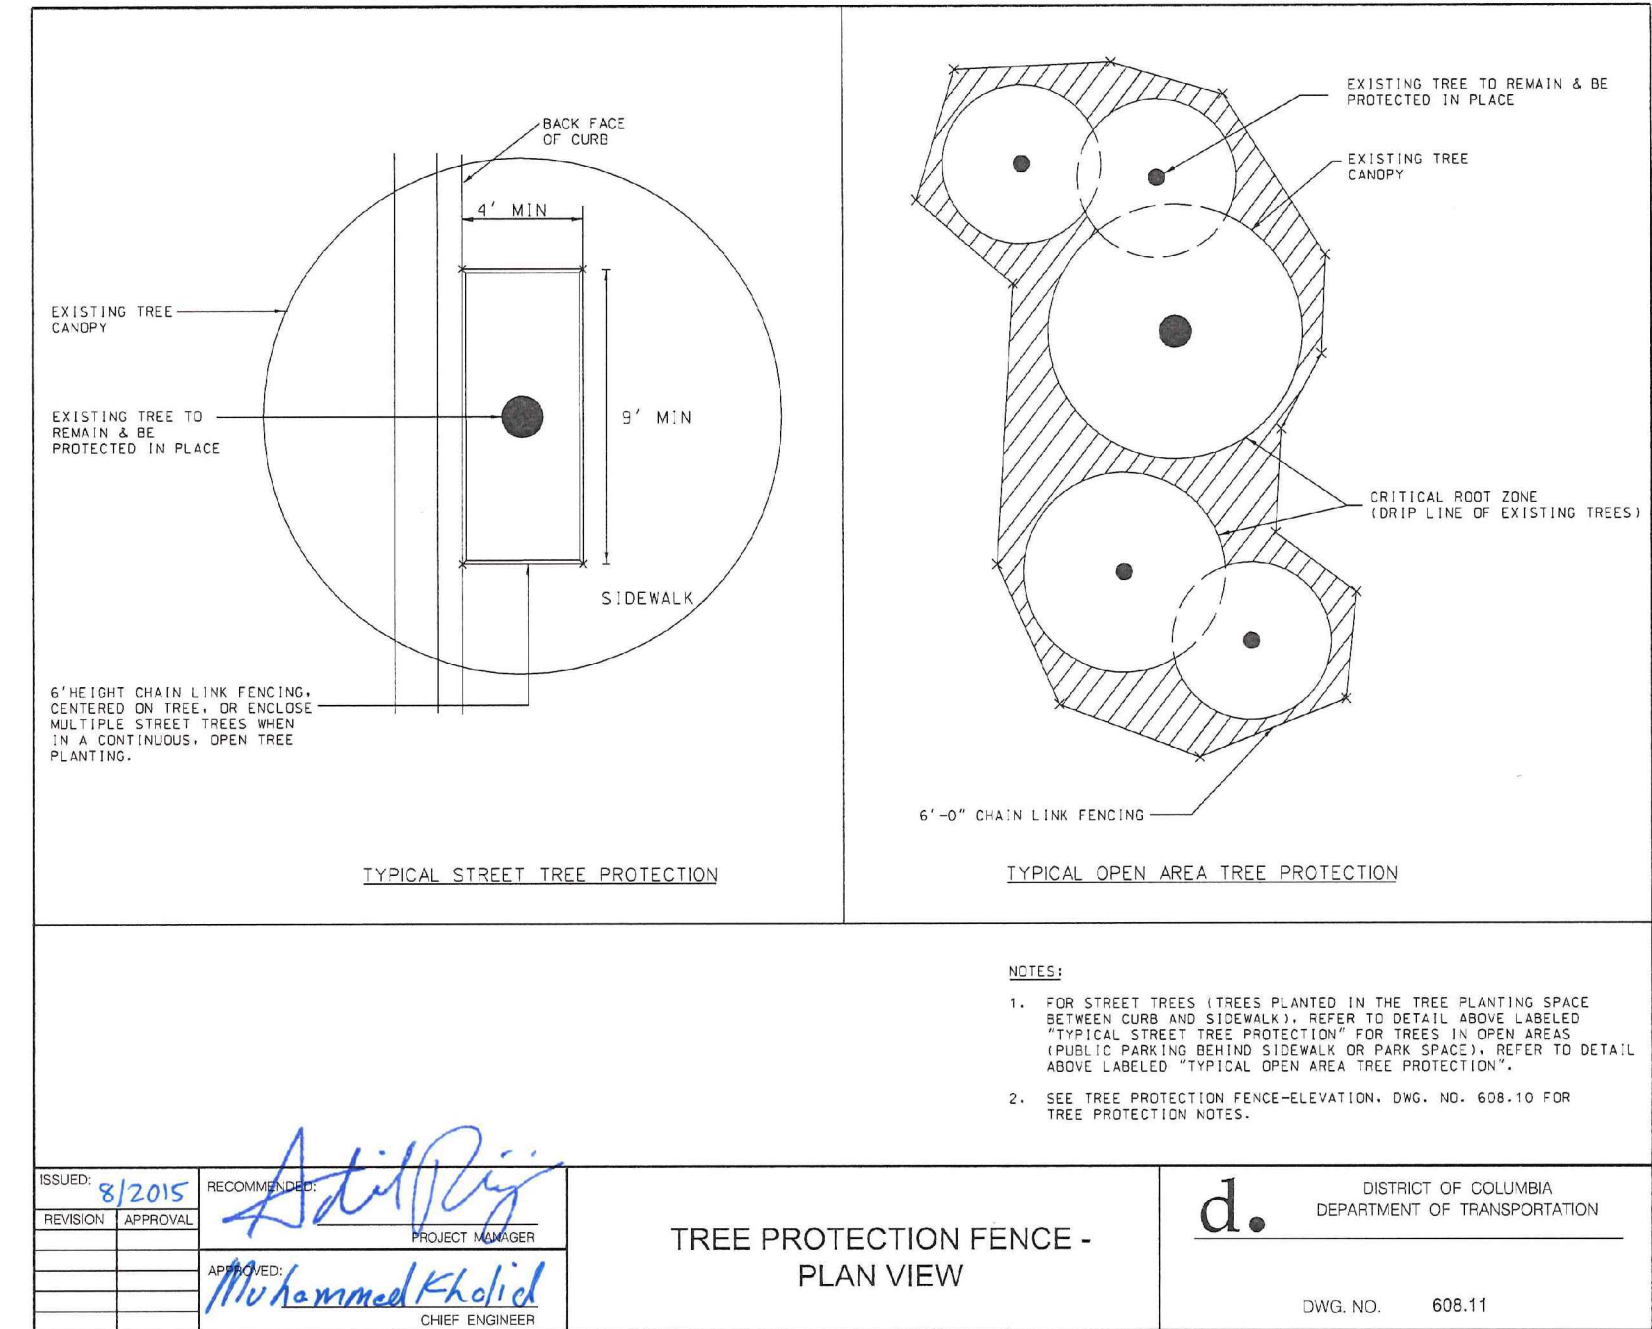 BACK FACE
OF CURB
4' MIN
EXISTING TREE
CANOPY
EXISTING TREE TO
REMAIN & BE
PROTECTED IN PLACE
9' MIN
SIDEWALK
6'HEIGHT CHAIN LINK FENCING,
CENTERED ON TREE, OR ENCLOSE
MULTIPLE STREET TREES WHEN
IN A CONTINUOUS, OPEN TREE
PLANTING.
TYPICAL STREET TREE PROTECTION
EXISTING TREE TO REMAIN & BE
PROTECTED IN PLACE
EXISTING TREE
CANOPY
CRITICAL ROOT ZONE
(DRIP LINE OF EXISTING TREES)
6'-0" CHAIN LINK FENCING
TYPICAL OPEN AREA TREE PROTECTION
NOTES:
1. FOR STREET TREES (TREES PLANTED IN THE TREE PLANTING SPACE
BETWEEN CURB AND SIDEWALK), REFER TO DETAIL ABOVE LABELED
"TYPICAL STREET TREE PROTECTION" FOR TREES IN OPEN AREAS
(PUBLIC PARKING BEHIND SIDEWALK OR PARK SPACE), REFER TO DETAIL
ABOVE LABELED "TYPICAL OPEN AREA TREE PROTECTION".
2. SEE TREE PROTECTION FENCE-ELEVATION, DWG. NO. 608.10 FOR
TREE PROTECTION NOTES.
ISSUED: 8/2015
REVISION APPROVAL
RECOMMENDED:
PROJECT MANAGER
APPROVED:
Muhammed Khalid
CHIEF ENGINEER
TREE PROTECTION FENCE -
PLAN VIEW
d.
DISTRICT OF COLUMBIA
DEPARTMENT OF TRANSPORTATION
DWG. NO. 608.11